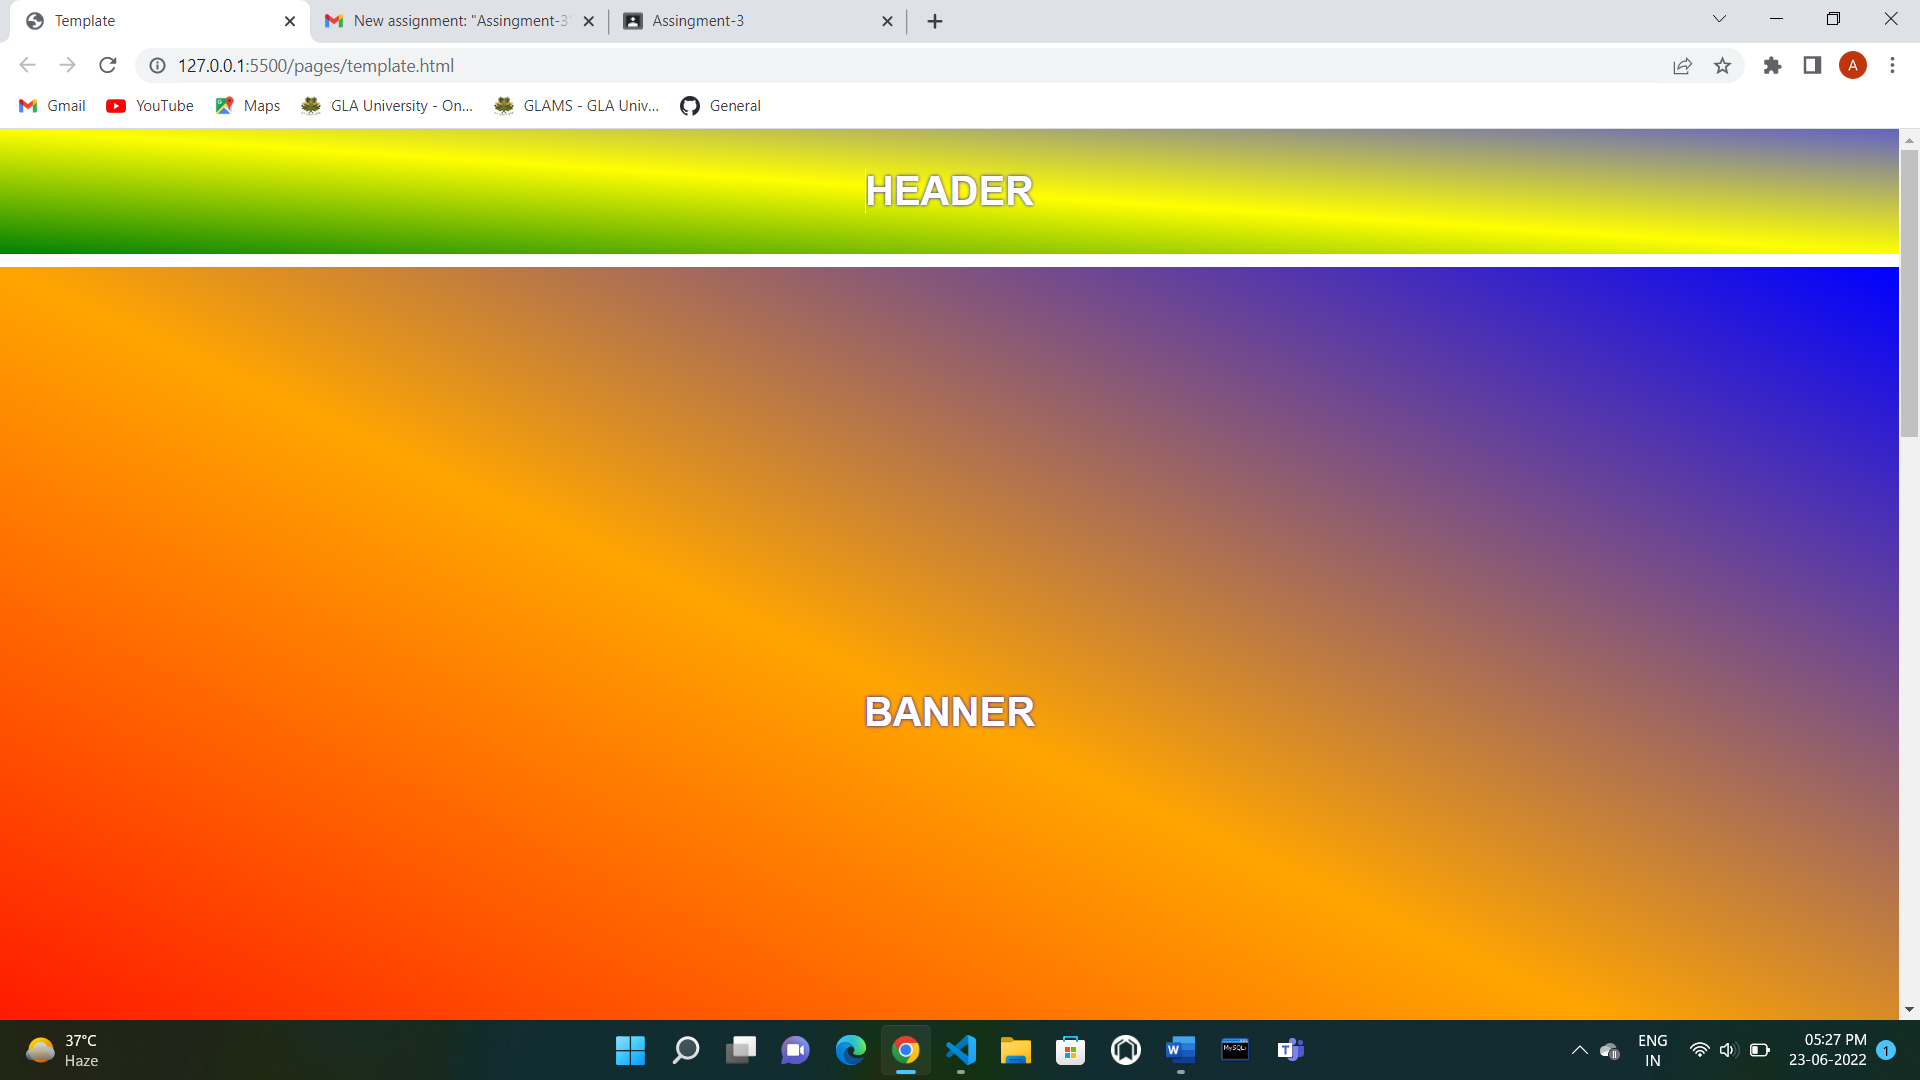 Template
New assignment: "Assingment-3"
Assingment-3
127.0.0.1:5500/pages/template.html
A
Gmail
YouTube
Maps
GLA University - On...
GLAMS - GLA Univ...
General
HEADER
BANNER
37°C
Haze
W
MySQL
T
ENG
IN
05:27 PM
23-06-2022
1